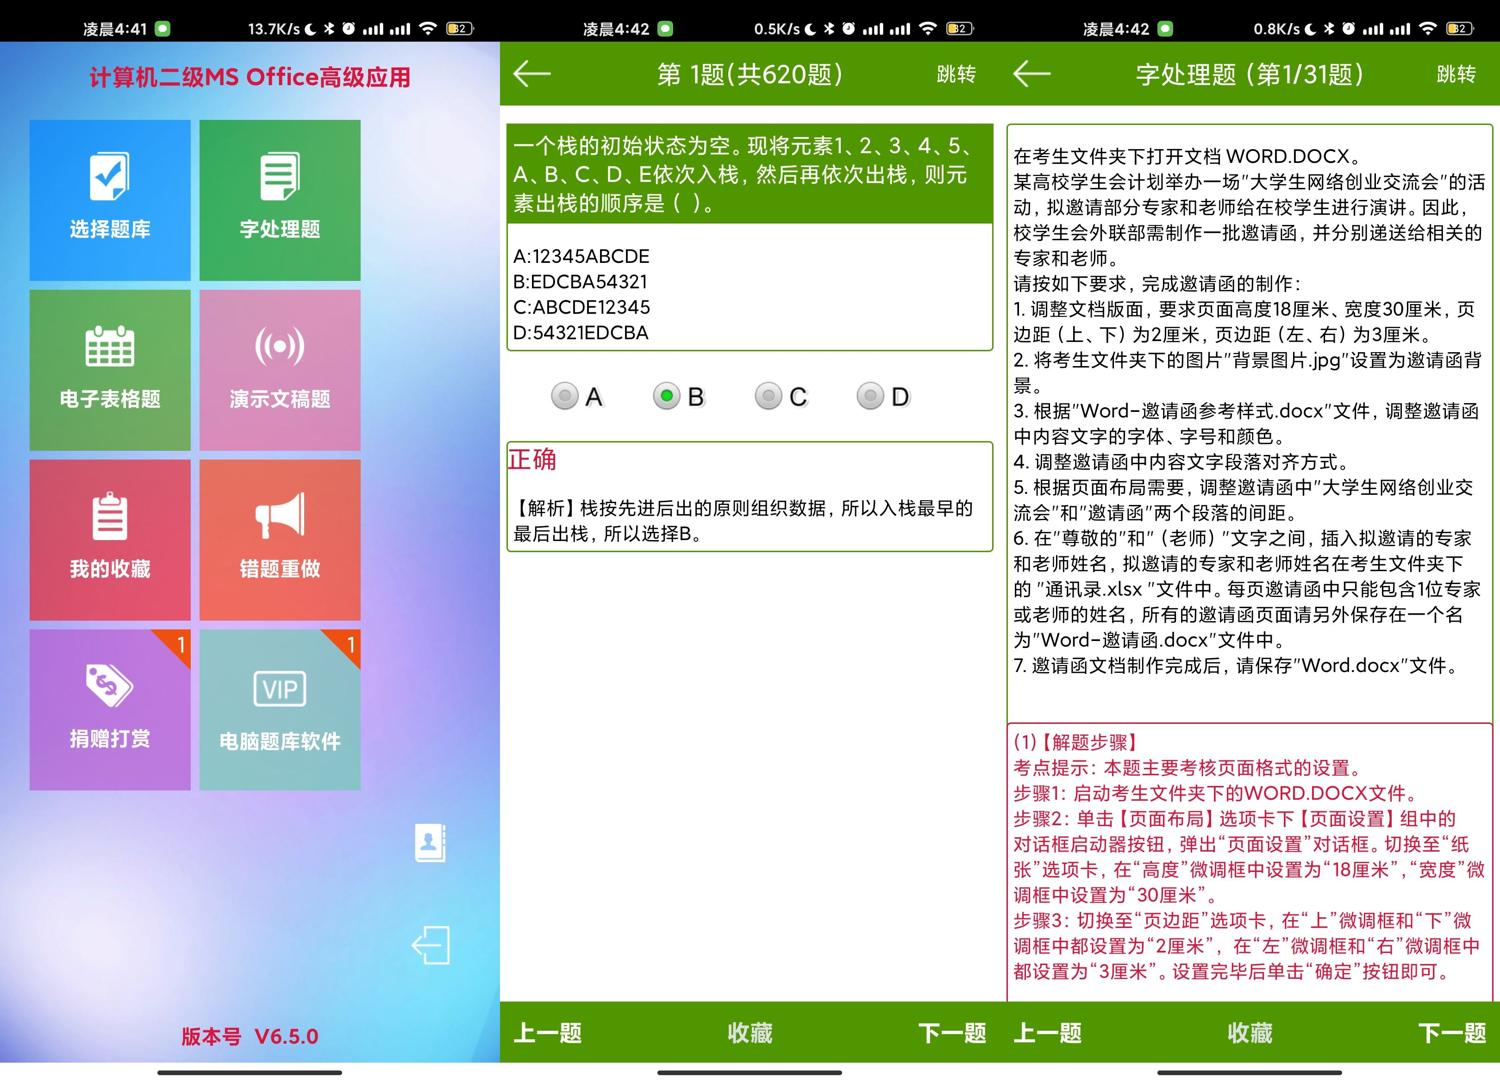 凌晨4:41
13.7K/s
82
计算机二级MS Office高级应用
选择题库
字处理题
电子表格题
演示文稿题
我的收藏
错题重做
1
1
捐赠打赏
VIP
电脑题库软件
版本号 V6.5.0
凌晨4:42
0.5K/s
82
第 1题(共620题)
跳转
一个栈的初始状态为空。现将元素1、2、3、4、5、
A、B、C、D、E依次入栈，然后再依次出栈，则元
素出栈的顺序是（ ）。
A:12345ABCDE
B:EDCBA54321
C:ABCDE12345
D:54321EDCBA
A
B
C
D
正确
【解析】栈按先进后出的原则组织数据，所以入栈最早的
最后出栈，所以选择B。
上一题
收藏
下一题
凌晨4:42
0.8K/s
82
字处理题（第1/31题）
跳转
在考生文件夹下打开文档 WORD.DOCX。
某高校学生会计划举办一场"大学生网络创业交流会"的活
动，拟邀请部分专家和老师给在校学生进行演讲。因此，
校学生会外联部需制作一批邀请函，并分别递送给相关的
专家和老师。
请按如下要求，完成邀请函的制作：
1. 调整文档版面，要求页面高度18厘米、宽度30厘米，页
边距（上、下）为2厘米，页边距（左、右）为3厘米。
2. 将考生文件夹下的图片"背景图片.jpg"设置为邀请函背
景。
3. 根据"Word-邀请函参考样式.docx"文件，调整邀请函
中内容文字的字体、字号和颜色。
4. 调整邀请函中内容文字段落对齐方式。
5. 根据页面布局需要，调整邀请函中"大学生网络创业交
流会"和"邀请函"两个段落的间距。
6. 在"尊敬的"和"（老师）"文字之间，插入拟邀请的专家
和老师姓名，拟邀请的专家和老师姓名在考生文件夹下
的 "通讯录.xlsx "文件中。每页邀请函中只能包含1位专家
或老师的姓名，所有的邀请函页面请另外保存在一个名
为"Word-邀请函.docx"文件中。
7. 邀请函文档制作完成后，请保存"Word.docx"文件。
(1)【解题步骤】
考点提示：本题主要考核页面格式的设置。
步骤1：启动考生文件夹下的WORD.DOCX文件。
步骤2：单击【页面布局】选项卡下【页面设置】组中的
对话框启动器按钮，弹出“页面设置”对话框。切换至“纸
张”选项卡，在“高度”微调框中设置为“18厘米”，“宽度”微
调框中设置为“30厘米”。
步骤3：切换至“页边距”选项卡，在“上”微调框和“下”微
调框中都设置为“2厘米”，在“左”微调框和“右”微调框中
都设置为“3厘米”。设置完毕后单击“确定”按钮即可。
上一题
收藏
下一题